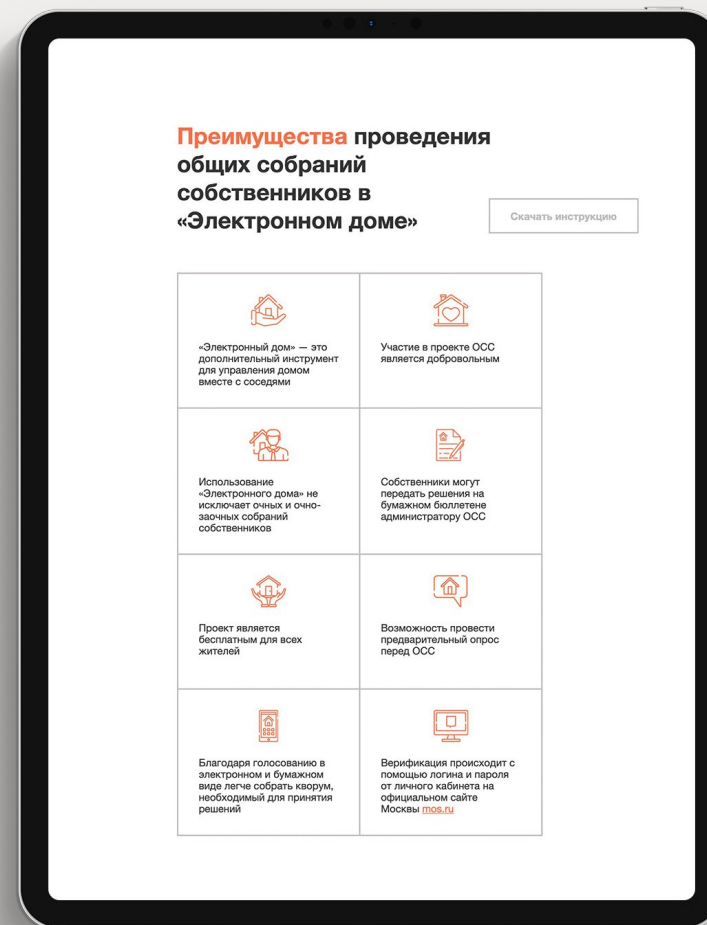 Преимущества проведения
общих собраний
собственников в
«Электронном доме»
Скачать инструкцию
«Электронный дом» — это
дополнительный инструмент
для управления домом
вместе с соседями
Участие в проекте ОСС
является добровольным
Использование
«Электронного дома» не
исключает очных и очно-
заочных собраний
собственников
Собственники могут
передать решения на
бумажном бюллетене
администратору ОСС
Проект является
бесплатным для всех
жителей
Возможность провести
предварительный опрос
перед ОСС
Благодаря голосованию в
электронном и бумажном
виде легче собрать кворум,
необходимый для принятия
решений
Верификация происходит с
помощью логина и пароля
от личного кабинета на
официальном сайте
Москвы mos.ru